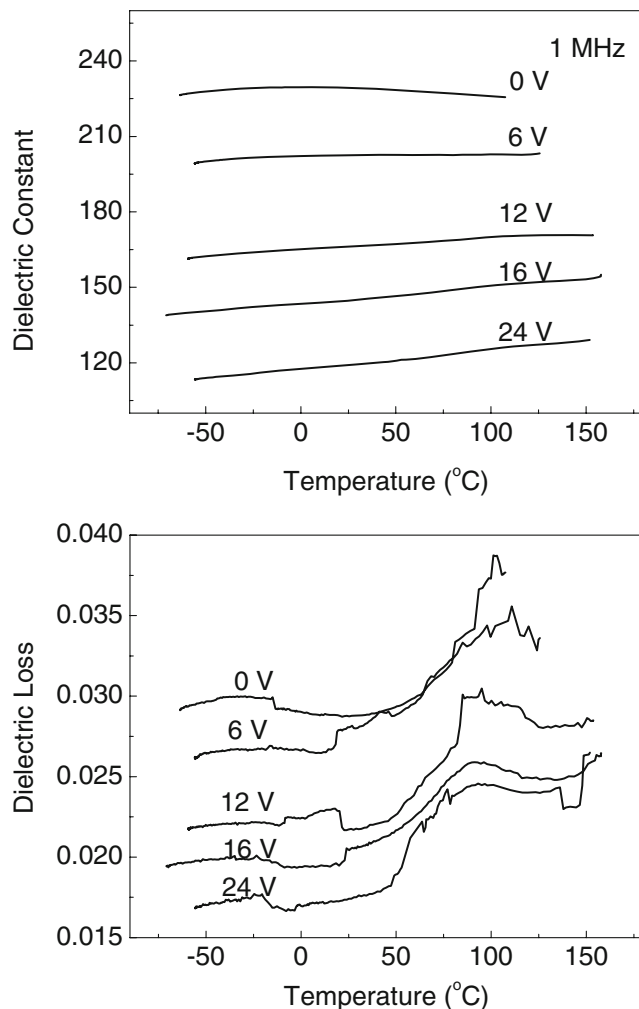 1 MHz
240
0 V
210
6 V
180
12 V
150
16 V
24 V
120
-50 0 50 100 150
Temperature (°C)
Dielectric Constant
0.040
0.035
0.030
0 V
6 V
0.025
12 V
0.020
16 V
24 V
0.015
-50 0 50 100 150
Temperature (°C)
Dielectric Loss